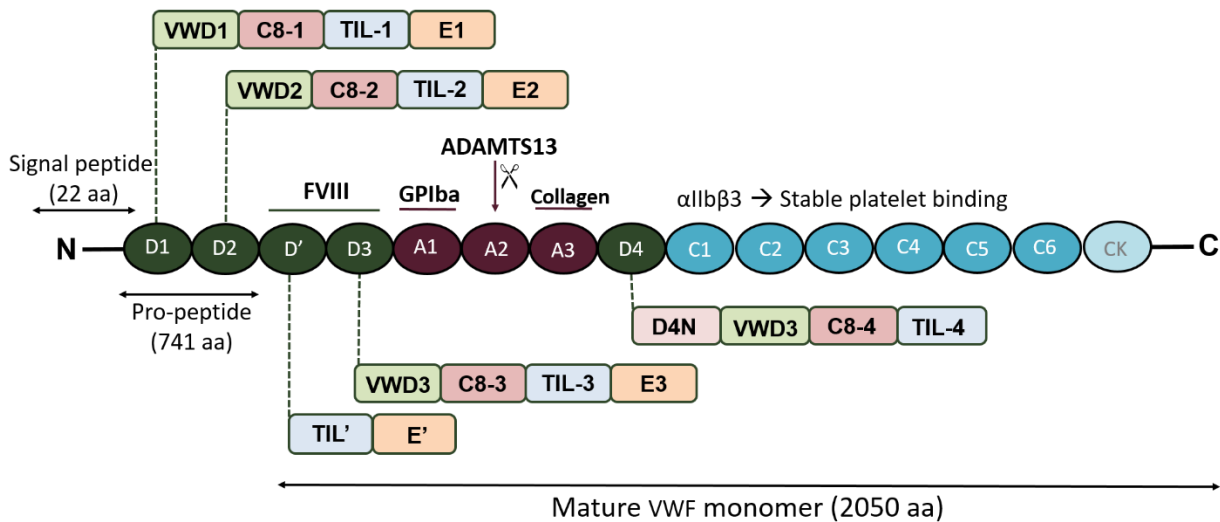 VWD1 C8-1 TIL-1 E1
VWD2 C8-2 TIL-2 E2
ADAMTS13
Signal peptide
(22 aa)
FVIII
GPIba
Collagen
αIIbβ3 → Stable platelet binding
N D1 D2 D’ D3 A1 A2 A3 D4 C1 C2 C3 C4 C5 C6 CK C
Pro-peptide
(741 aa)
D4N VWD3 C8-4 TIL-4
VWD3 C8-3 TIL-3 E3
TIL’ E’
Mature VWF monomer (2050 aa)